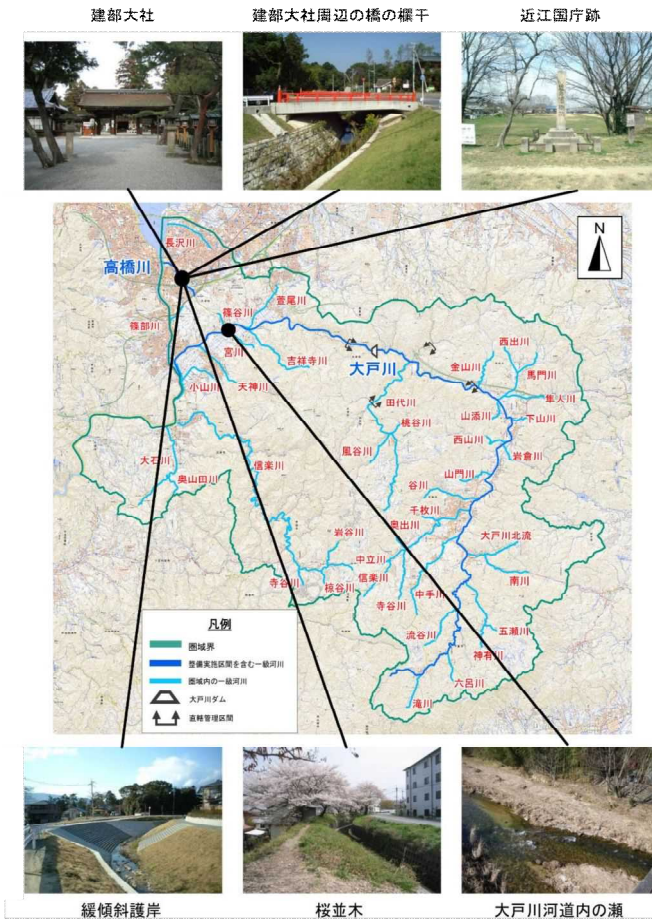 建部大社
建部大社周辺の橋の欄干
近江国庁跡
N
長沢川
高橋川
篠谷川
萱尾川
篠部川
宮川
吉祥寺川
大戸川
金山川
西出川
馬門川
隼人川
小山川
天神川
田代川
桃谷川
山添川
下山川
西山川
岩倉川
大石川
奥山田川
信楽川
風谷川
山門川
谷川
千枚川
奥出川
岩谷川
中立川
信楽川
大戸川北流
南川
寺谷川
椋谷川
寺谷川
中手川
五瀬川
流谷川
神有川
六呂川
滝川
凡例
圏域界
整備実施区間を含む一級河川
圏域内の一級河川
大戸川ダム
直轄管理区間
緩傾斜護岸
桜並木
大戸川河道内の瀬